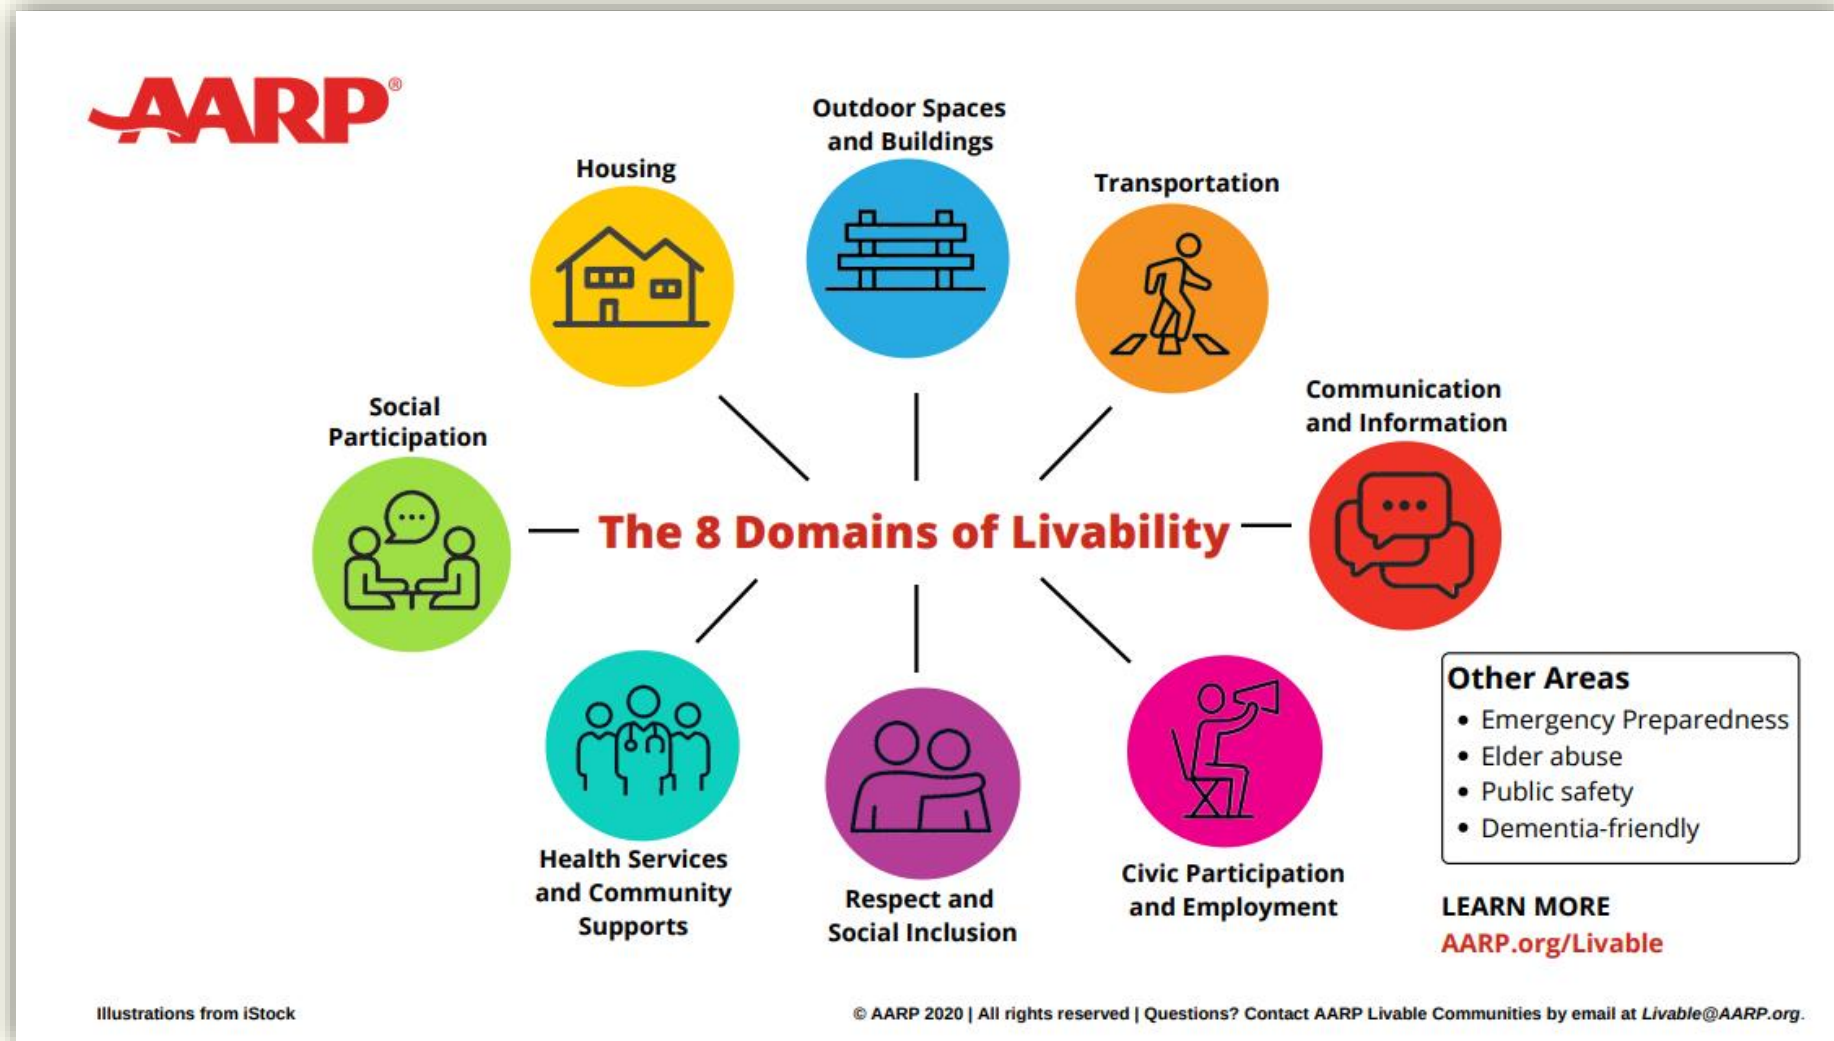 AARP®
Outdoor Spaces
and Buildings
Housing
Transportation
Social
Participation
Communication
and Information
The 8 Domains of Livability
Health Services
and Community
Supports
Respect and
Social Inclusion
Civic Participation
and Employment
Other Areas
• Emergency Preparedness
• Elder abuse
• Public safety
• Dementia-friendly
LEARN MORE
AARP.org/Livable
Illustrations from iStock
© AARP 2020 | All rights reserved | Questions? Contact AARP Livable Communities by email at Livable@AARP.org.